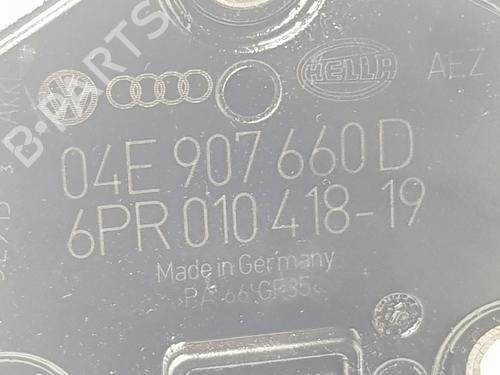 HELLA
AEZ
04E 907 660 D
6PR 010 418-19
Made in Germany
>PA 66 GF35<
B-PARTS